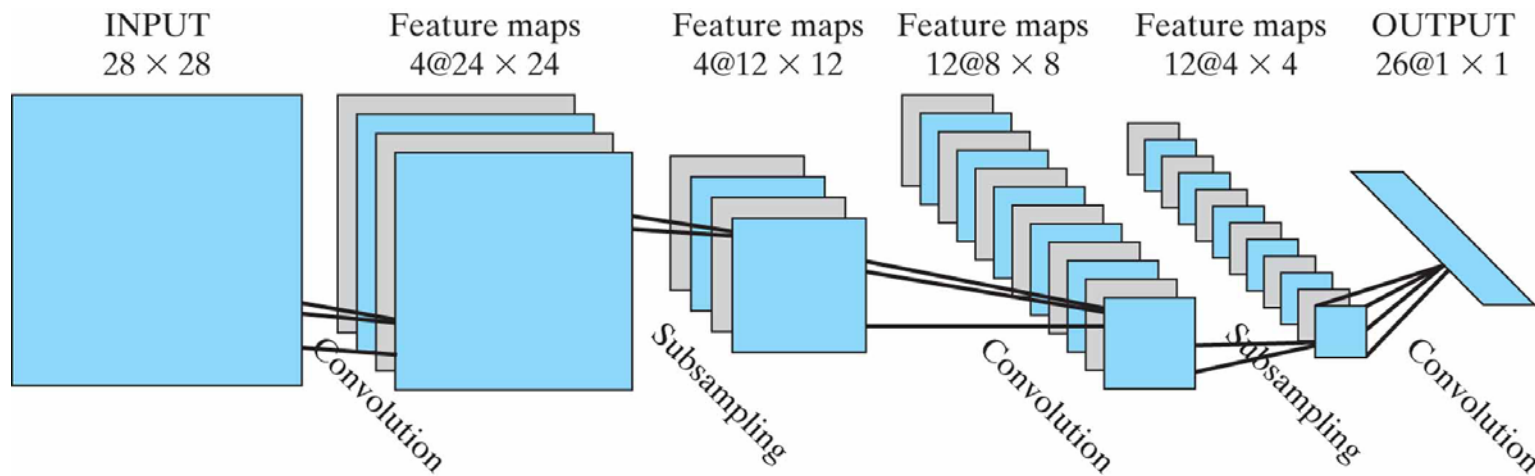 INPUT
28 × 28
Feature maps
4@24 × 24
Feature maps
4@12 × 12
Feature maps
12@8 × 8
Feature maps
12@4 × 4
OUTPUT
26@1 × 1
Convolution
Subsampling
Convolution
Subsampling
Convolution